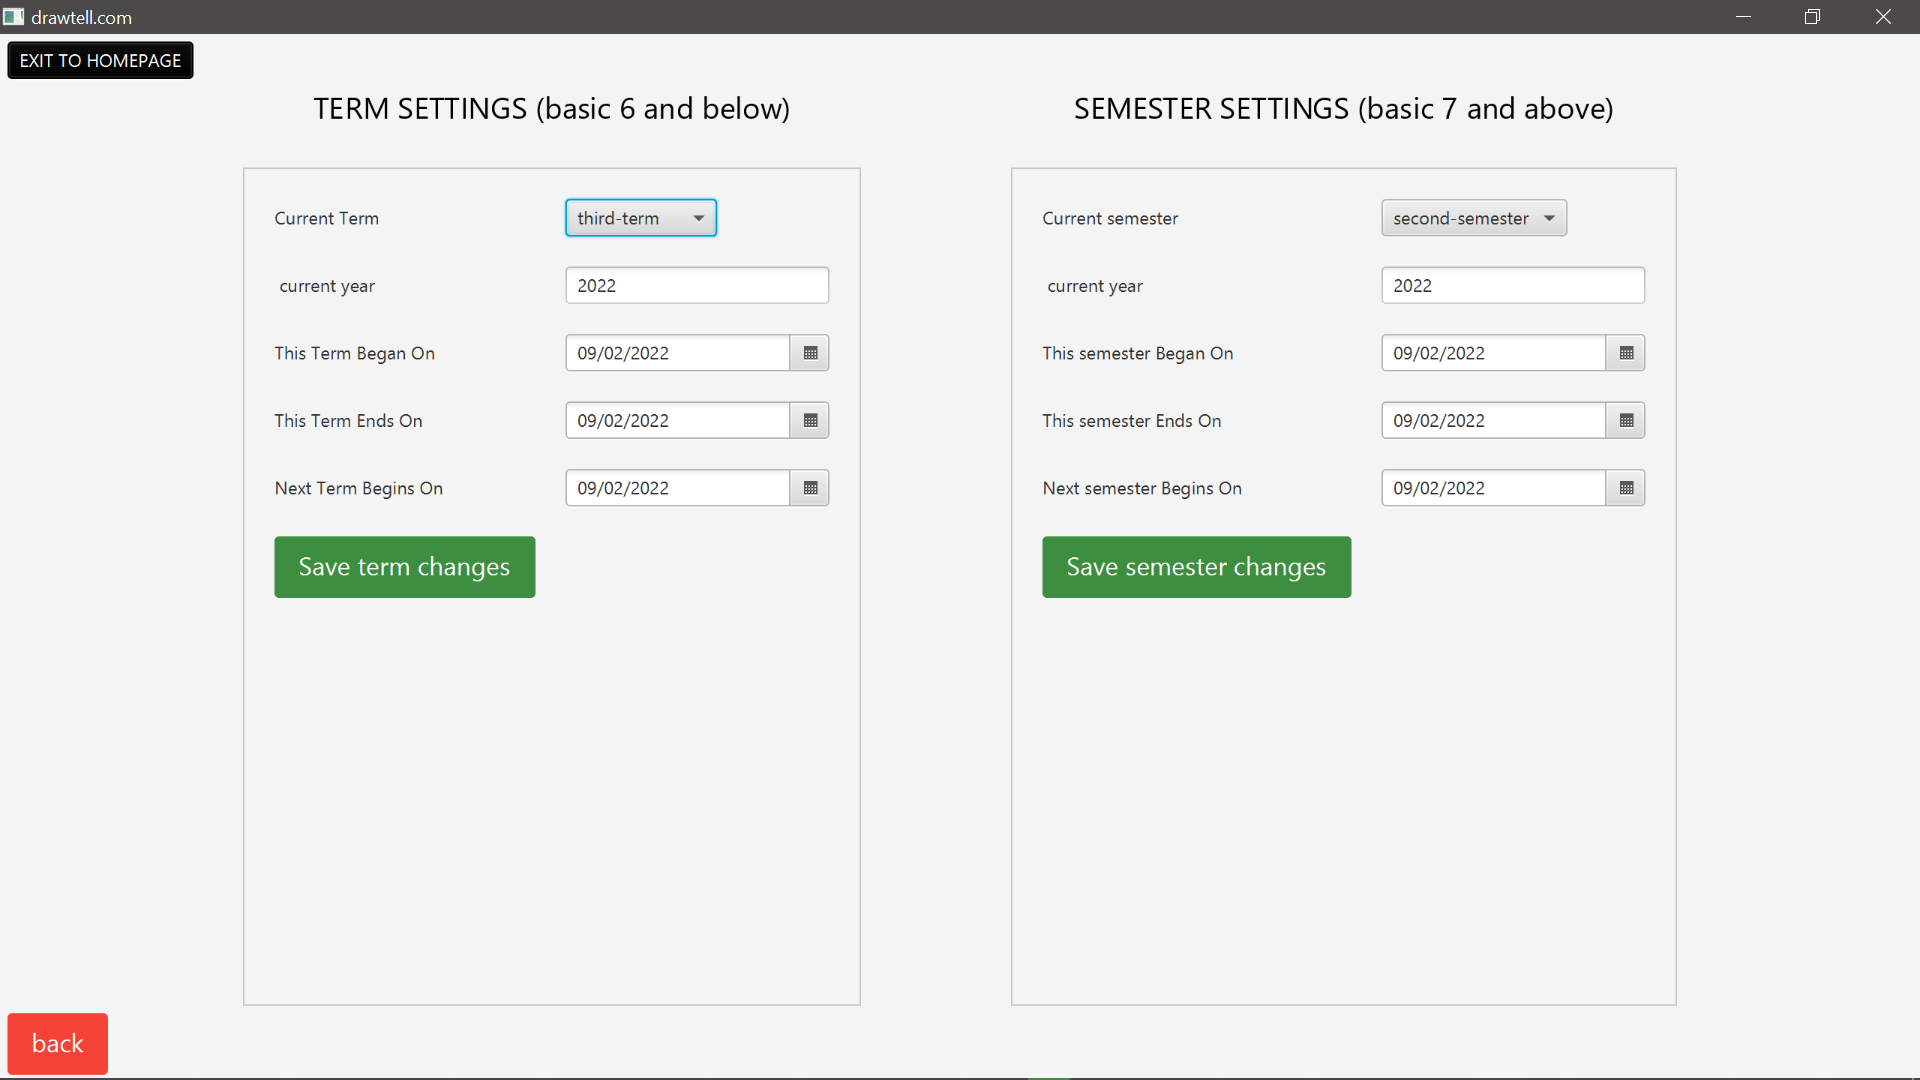 drawtell.com
EXIT TO HOMEPAGE
TERM SETTINGS (basic 6 and below)
Current Term third-term
current year 2022
This Term Began On 09/02/2022
This Term Ends On 09/02/2022
Next Term Begins On 09/02/2022
Save term changes
SEMESTER SETTINGS (basic 7 and above)
Current semester second-semester
current year 2022
This semester Began On 09/02/2022
This semester Ends On 09/02/2022
Next semester Begins On 09/02/2022
Save semester changes
back